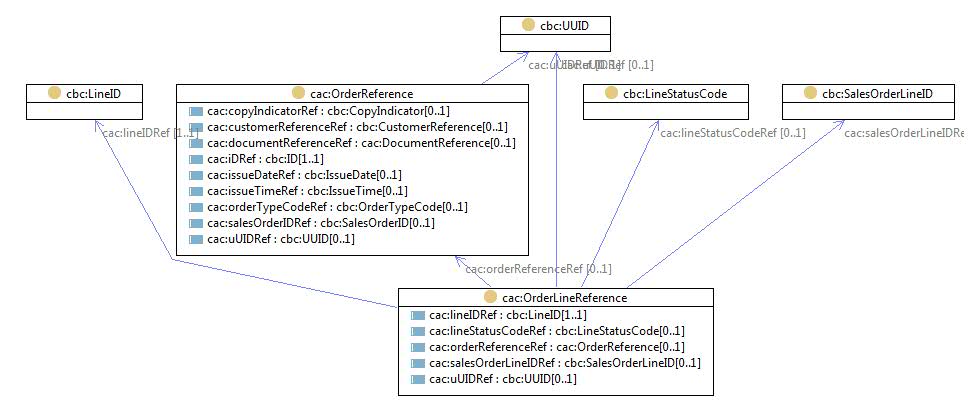 cbc:UUID
cac:uUIDRef [0..1]
cac:uUIDRef [0..1]
cbc:LineID
cac:OrderReference
cbc:LineStatusCode
cbc:SalesOrderLineID
cac:copyIndicatorRef : cbc:CopyIndicator[0..1]
cac:customerReferenceRef : cbc:CustomerReference[0..1]
cac:documentReferenceRef : cac:DocumentReference[0..1]
cac:iDRef : cbc:ID[1..1]
cac:issueDateRef : cbc:IssueDate[0..1]
cac:issueTimeRef : cbc:IssueTime[0..1]
cac:orderTypeCodeRef : cbc:OrderTypeCode[0..1]
cac:salesOrderIDRef : cbc:SalesOrderID[0..1]
cac:uUIDRef : cbc:UUID[0..1]
cac:lineIDRef [1..1]
cac:lineStatusCodeRef [0..1]
cac:salesOrderLineIDRe
cac:orderReferenceRef [0..1]
cac:OrderLineReference
cac:lineIDRef : cbc:LineID[1..1]
cac:lineStatusCodeRef : cbc:LineStatusCode[0..1]
cac:orderReferenceRef : cac:OrderReference[0..1]
cac:salesOrderLineIDRef : cbc:SalesOrderLineID[0..1]
cac:uUIDRef : cbc:UUID[0..1]